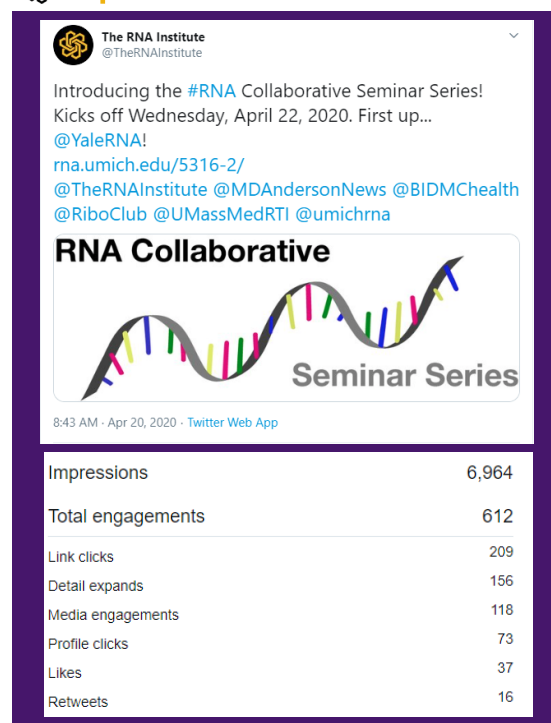 The RNA Institute
@TheRNAInstitute
Introducing the #RNA Collaborative Seminar Series!
Kicks off Wednesday, April 22, 2020. First up...
@YaleRNA!
rna.umich.edu/5316-2/
@TheRNAInstitute @MDAndersonNews @BIDMChealth
@RiboClub @UMassMedRTI @umichrna
RNA Collaborative
Seminar Series
8:43 AM · Apr 20, 2020 · Twitter Web App
Impressions 6,964
Total engagements 612
Link clicks 209
Detail expands 156
Media engagements 118
Profile clicks 73
Likes 37
Retweets 16